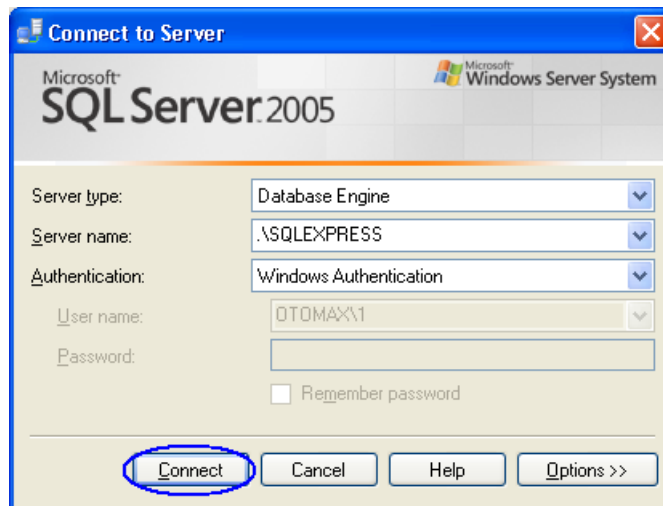 Connect to Server
Microsoft
SQL Server 2005
Microsoft
Windows Server System
Server type: Database Engine
Server name: .\SQLEXPRESS
Authentication: Windows Authentication
User name: OTOMAX\1
Password:
Remember password
Connect Cancel Help Options >>